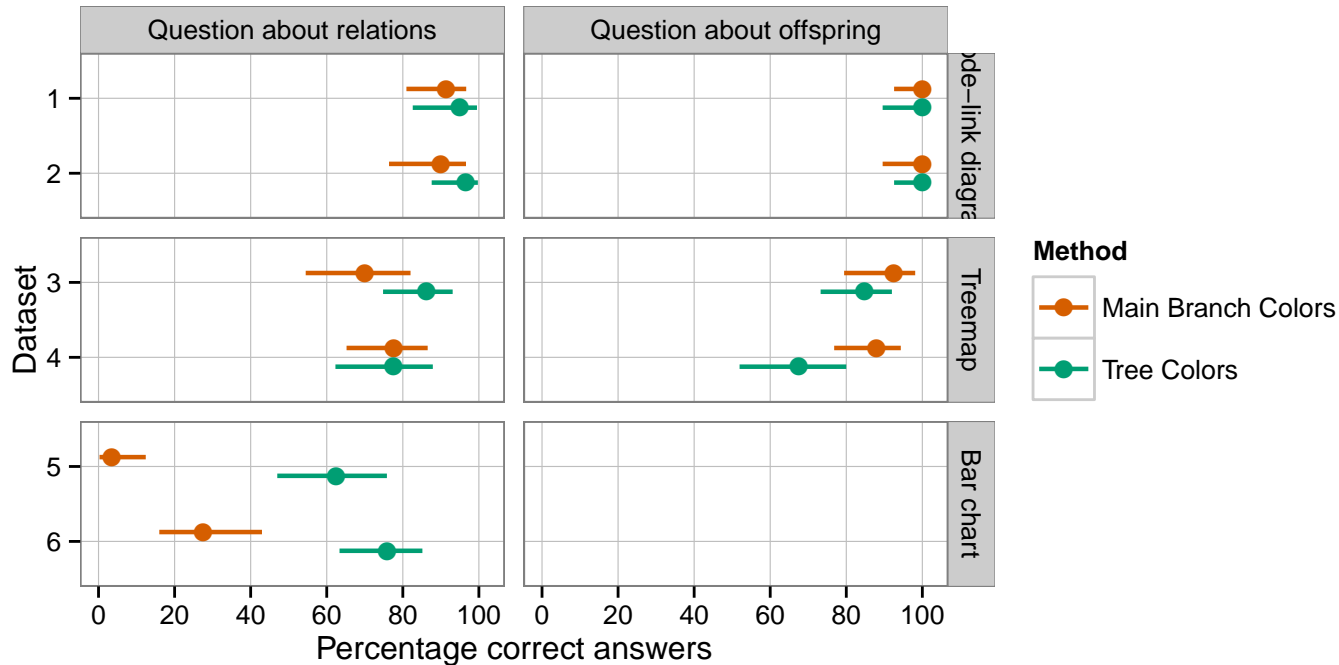 Question about relations
Question about offspring
1
2
ode-link diagra
Dataset
3
4
Treemap
5
6
Bar chart
0 20 40 60 80 100
0 20 40 60 80 100
Percentage correct answers
Method
Main Branch Colors
Tree Colors